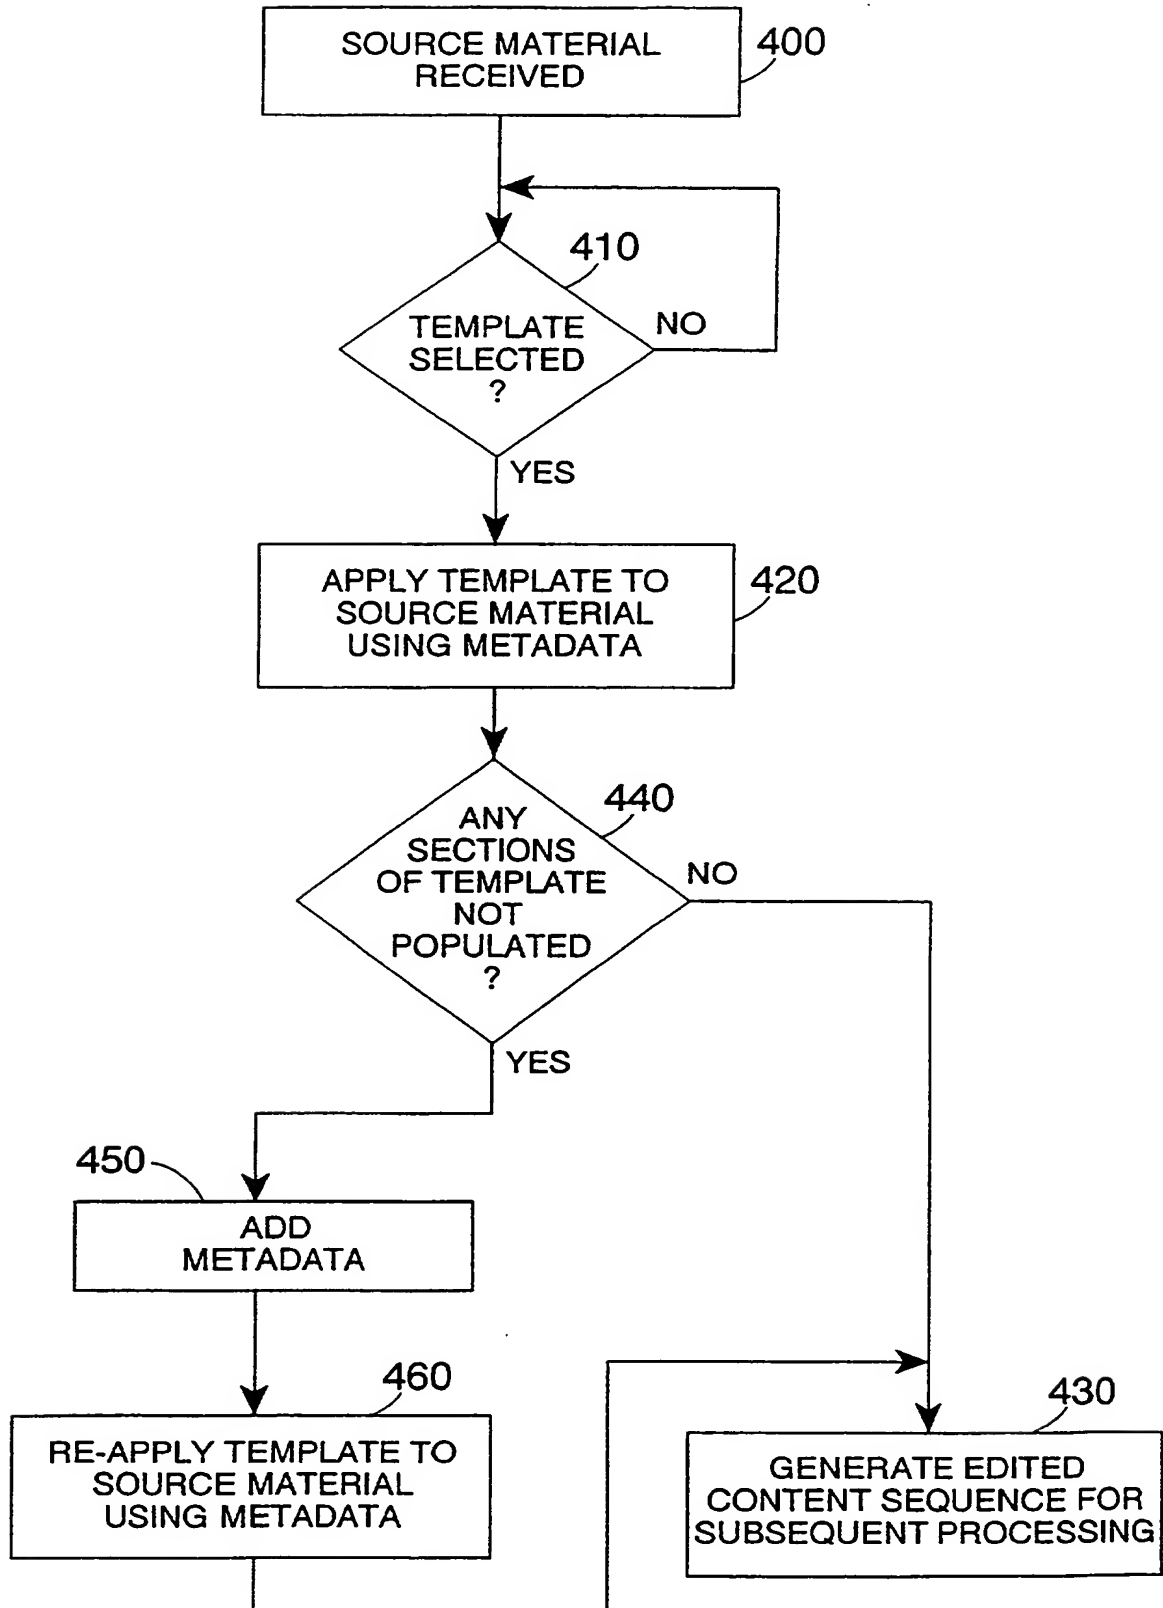 SOURCE MATERIAL
RECEIVED
400
410
TEMPLATE
SELECTED
?
NO
YES
APPLY TEMPLATE TO
SOURCE MATERIAL
USING METADATA
420
440
ANY
SECTIONS
OF TEMPLATE
NOT
POPULATED
?
NO
YES
450
ADD
METADATA
460
RE-APPLY TEMPLATE TO
SOURCE MATERIAL
USING METADATA
430
GENERATE EDITED
CONTENT SEQUENCE FOR
SUBSEQUENT PROCESSING